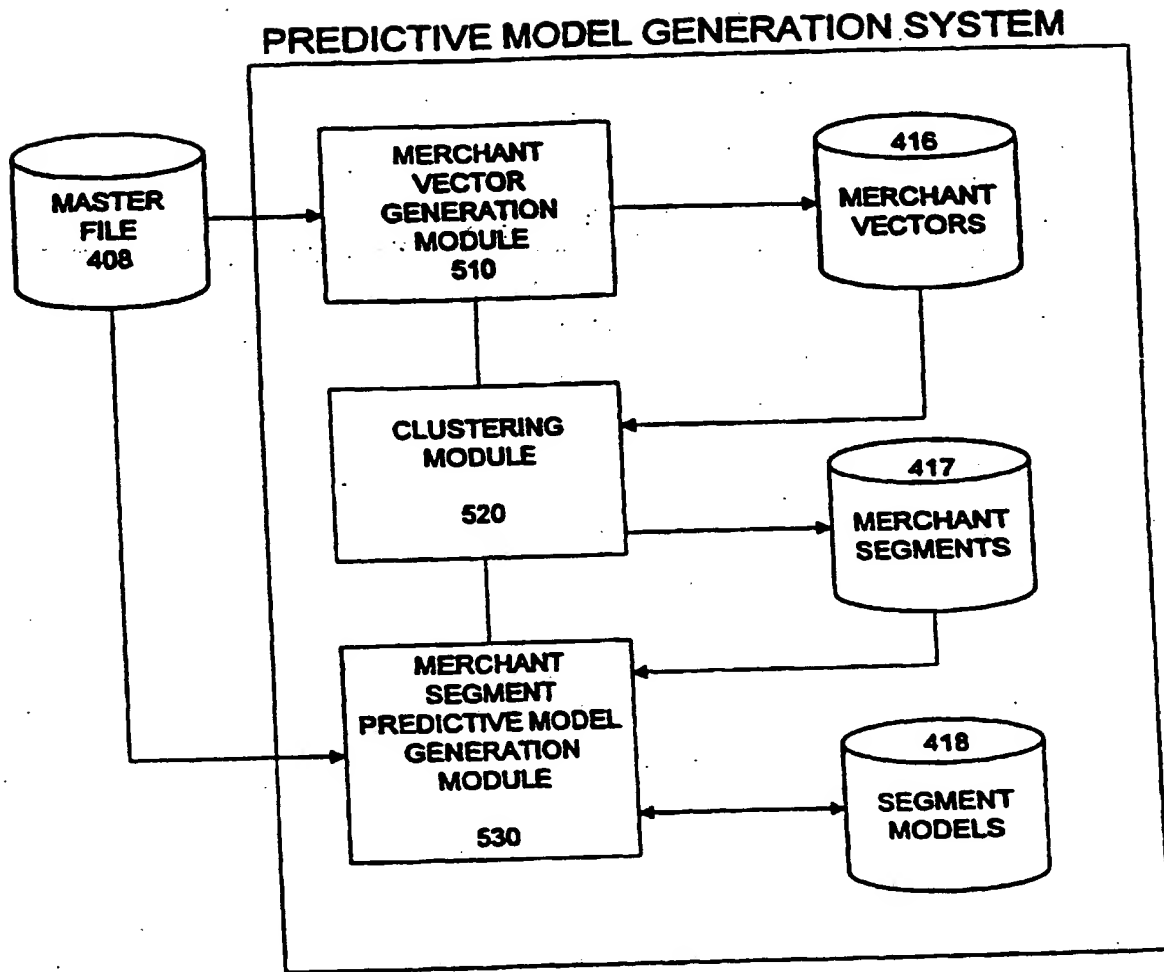 PREDICTIVE MODEL GENERATION SYSTEM
MASTER
FILE
408
MERCHANT
VECTOR
GENERATION
MODULE
510
416
MERCHANT
VECTORS
CLUSTERING
MODULE
520
417
MERCHANT
SEGMENTS
MERCHANT
SEGMENT
PREDICTIVE MODEL
GENERATION
MODULE
530
418
SEGMENT
MODELS